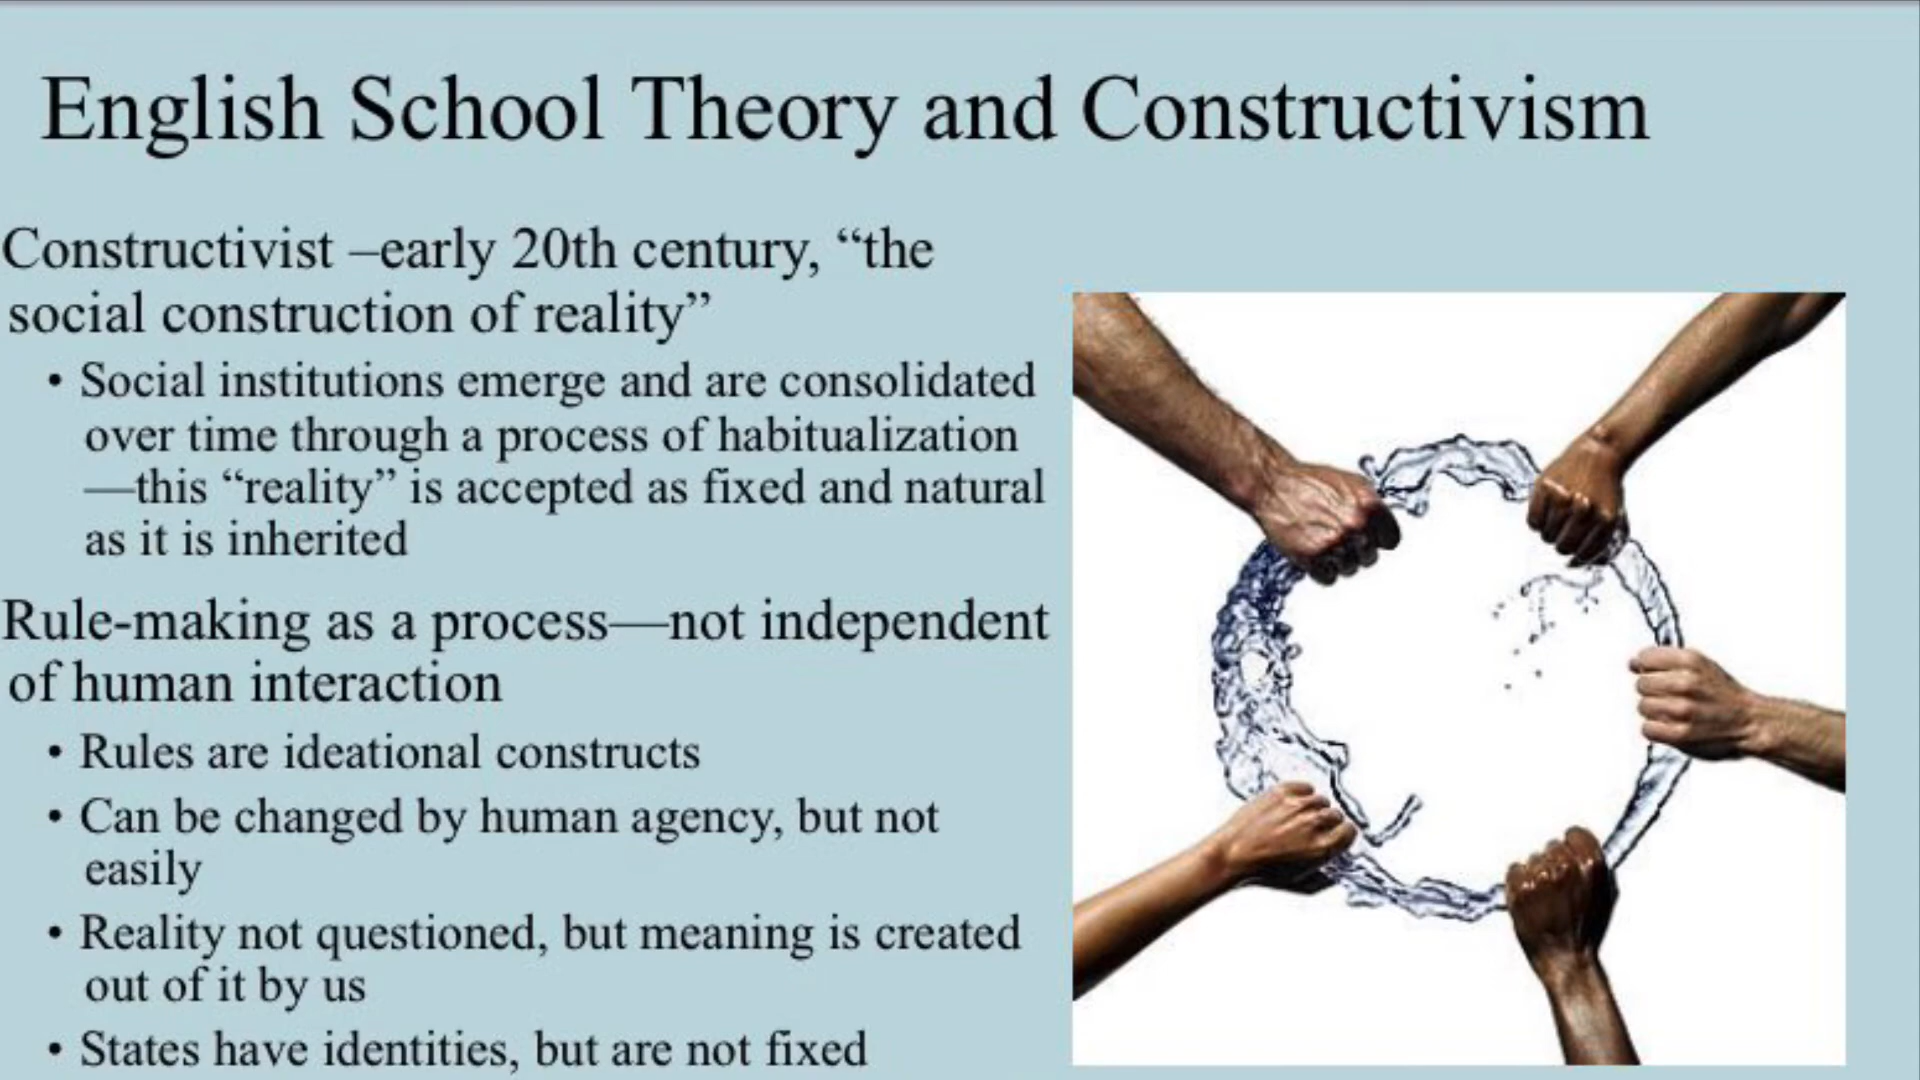 English School Theory and Constructivism
Constructivist –early 20th century, “the
social construction of reality”
• Social institutions emerge and are consolidated
over time through a process of habitualization
—this “reality” is accepted as fixed and natural
as it is inherited
Rule-making as a process—not independent
of human interaction
• Rules are ideational constructs
• Can be changed by human agency, but not
easily
• Reality not questioned, but meaning is created
out of it by us
• States have identities, but are not fixed